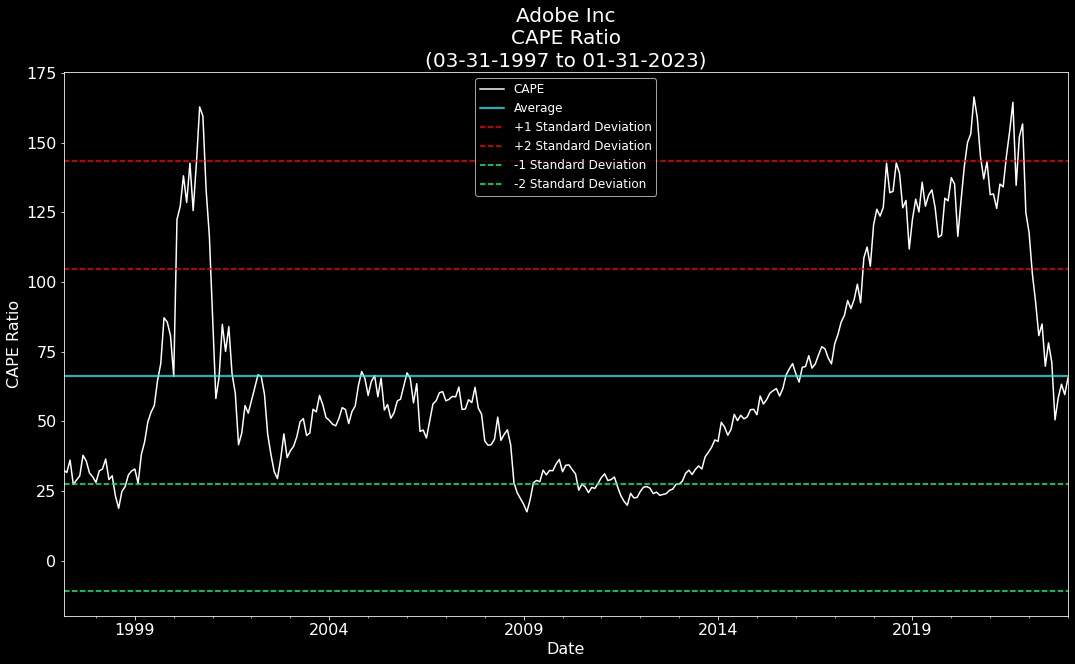 Adobe Inc
CAPE Ratio
(03-31-1997 to 01-31-2023)
CAPE
Average
+1 Standard Deviation
+2 Standard Deviation
-1 Standard Deviation
-2 Standard Deviation
175
150
125
100
75
50
25
0
CAPE Ratio
1999 2004 2009 2014 2019
Date